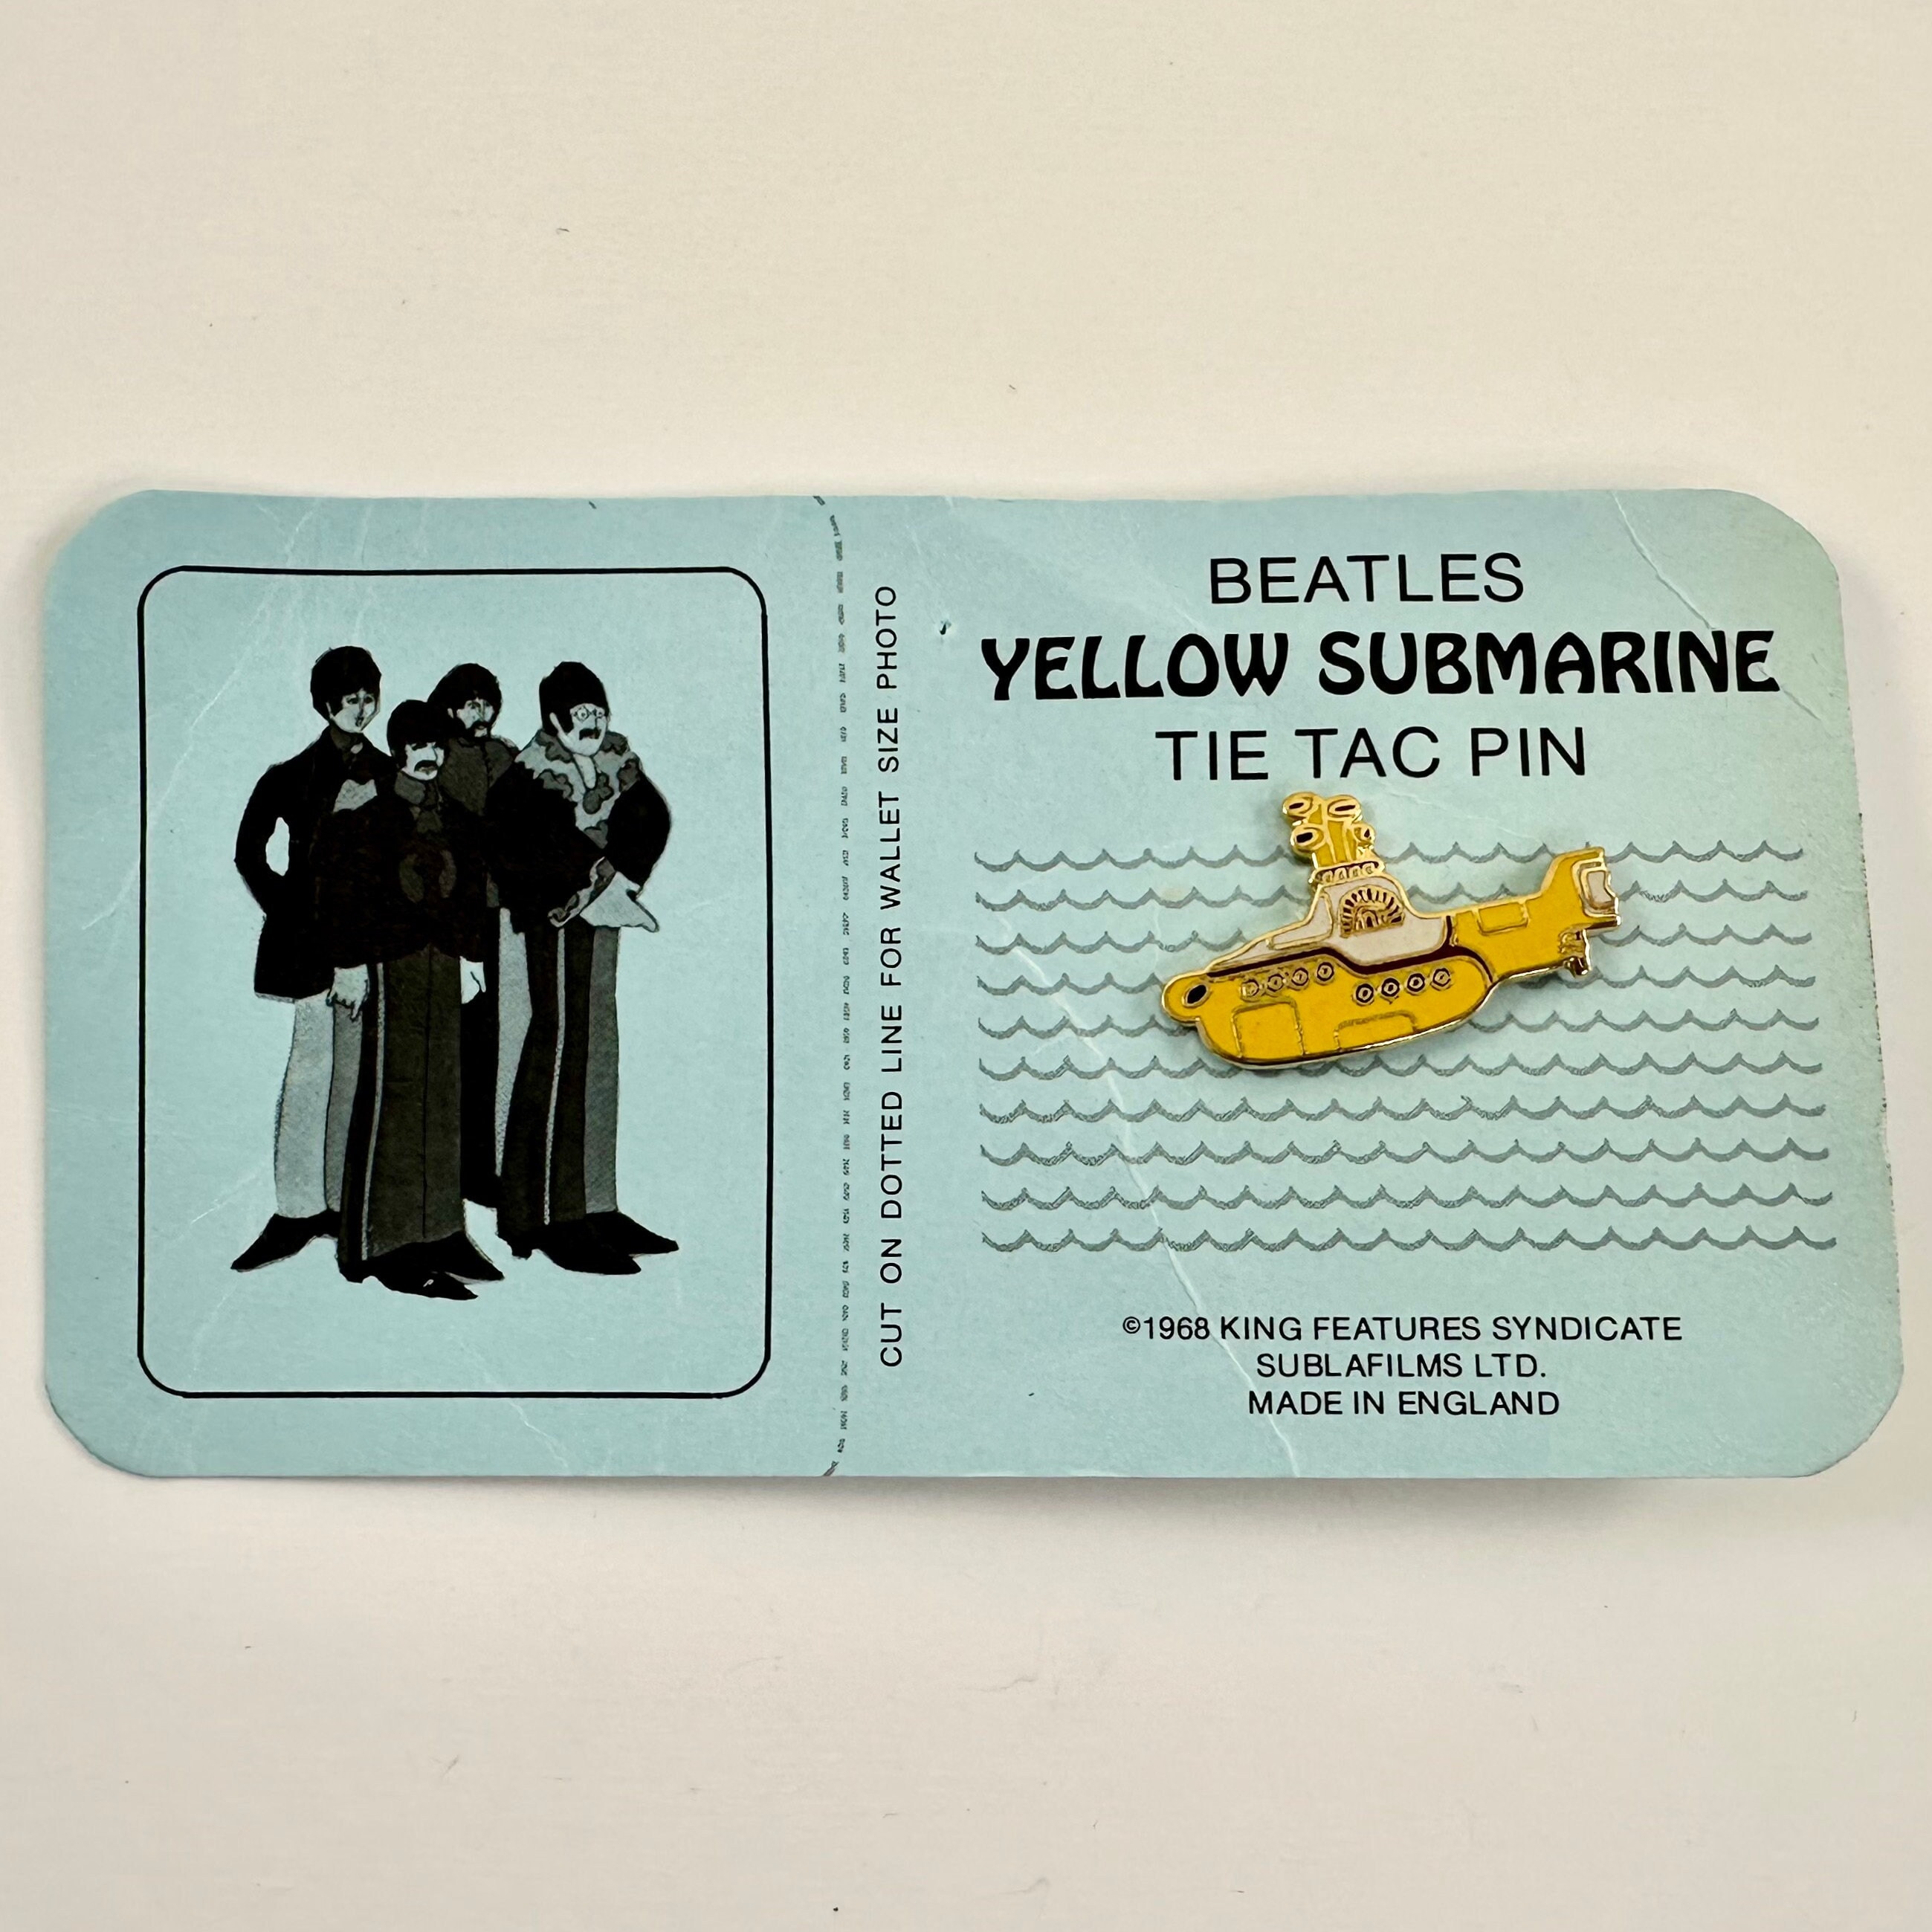 CUT ON DOTTED LINE FOR WALLET SIZE PHOTO
BEATLES
YELLOW SUBMARINE
TIE TAC PIN
©1968 KING FEATURES SYNDICATE
SUBLAFILMS LTD.
MADE IN ENGLAND